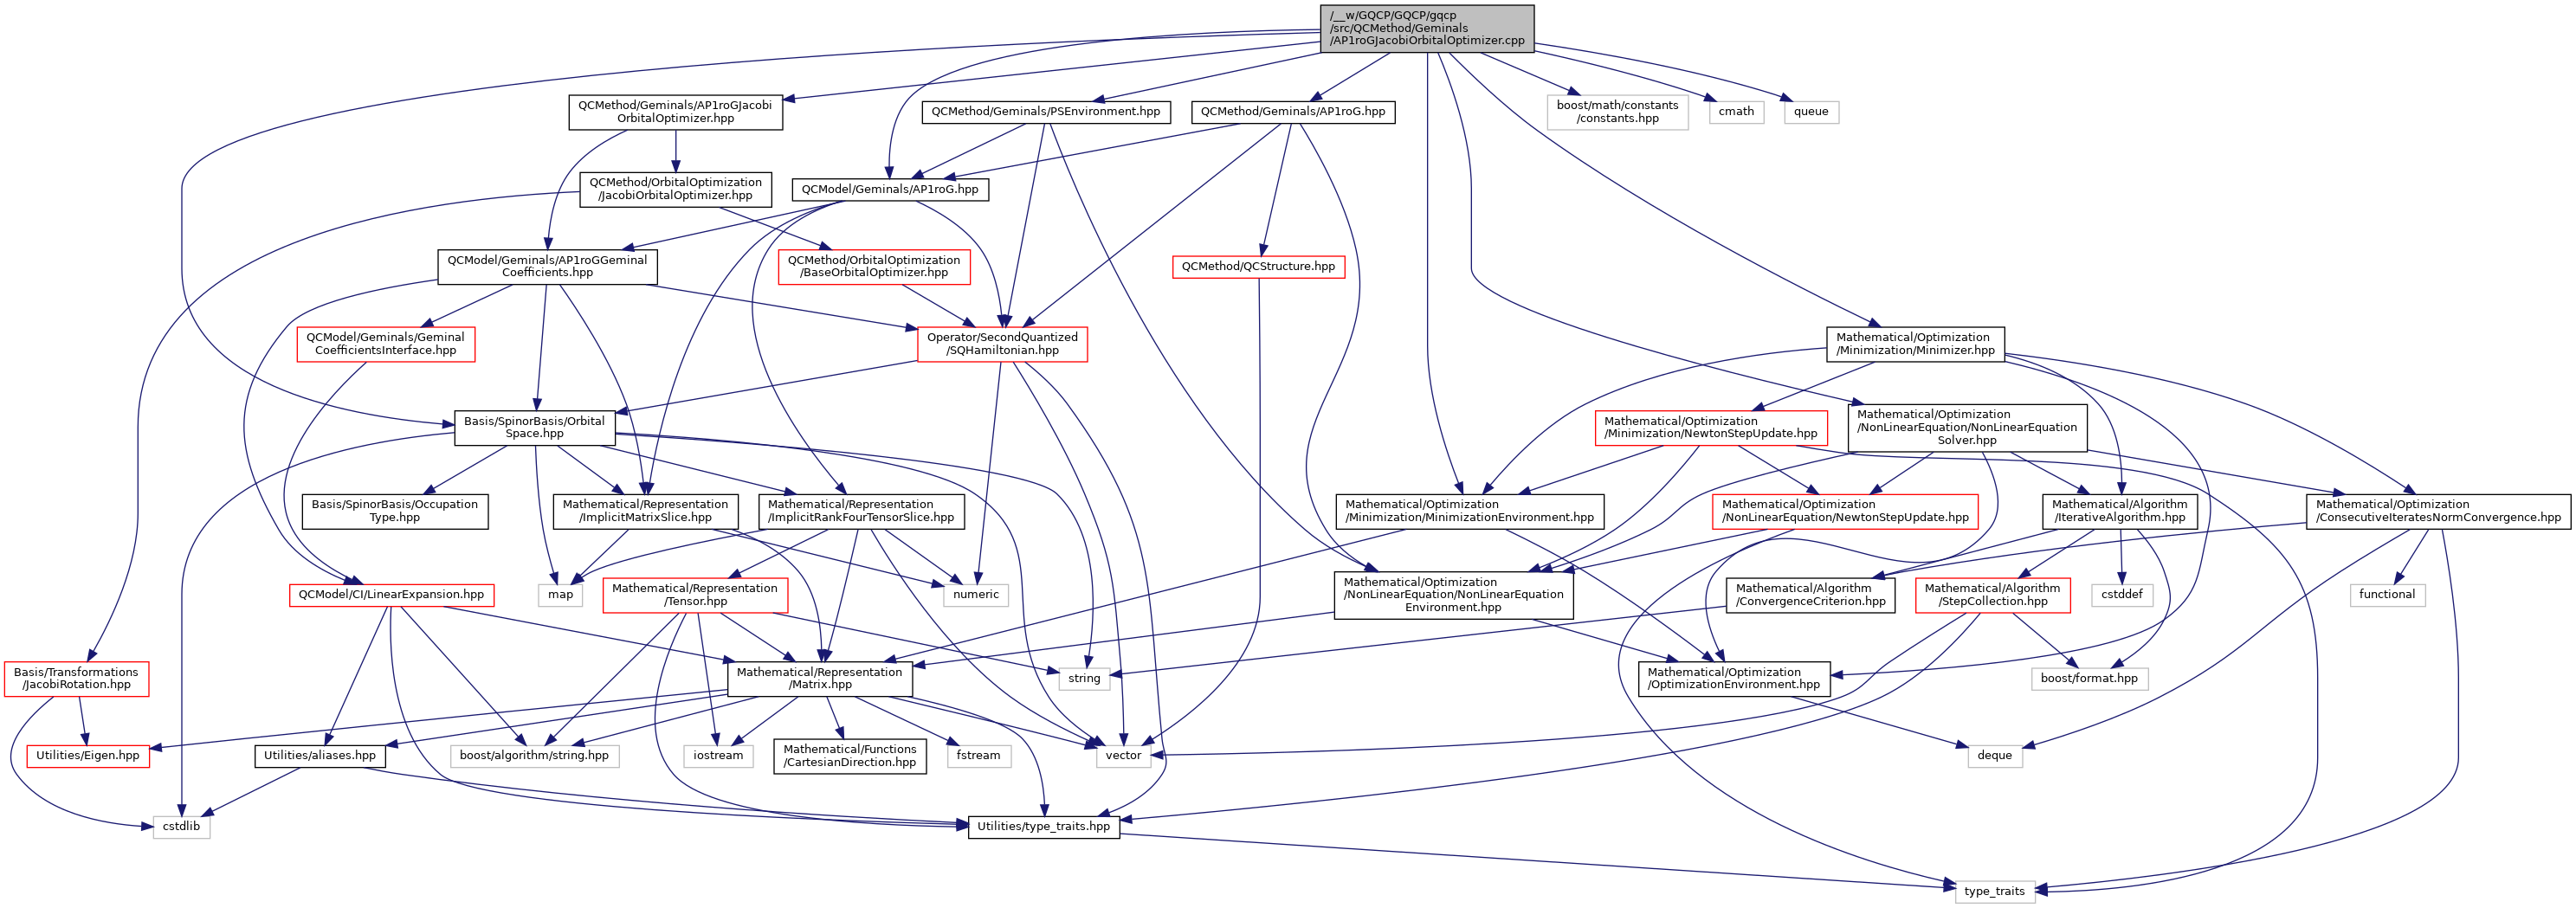 /__w/GQCP/GQCP/gqcp
/src/QCMethod/Geminals
/AP1roGJacobiOrbitalOptimizer.cpp
QCMethod/Geminals/AP1roGJacobi
OrbitalOptimizer.hpp
QCMethod/Geminals/PSEnvironment.hpp
QCMethod/Geminals/AP1roG.hpp
boost/math/constants
/constants.hpp
cmath
queue
QCMethod/OrbitalOptimization
/JacobiOrbitalOptimizer.hpp
QCModel/Geminals/AP1roG.hpp
QCModel/Geminals/AP1roGGeminal
Coefficients.hpp
QCMethod/OrbitalOptimization
/BaseOrbitalOptimizer.hpp
QCMethod/QCStructure.hpp
QCModel/Geminals/Geminal
CoefficientsInterface.hpp
Operator/SecondQuantized
/SQHamiltonian.hpp
Mathematical/Optimization
/Minimization/Minimizer.hpp
Basis/SpinorBasis/Orbital
Space.hpp
Mathematical/Optimization
/Minimization/NewtonStepUpdate.hpp
Mathematical/Optimization
/NonLinearEquation/NonLinearEquation
Solver.hpp
Basis/SpinorBasis/Occupation
Type.hpp
Mathematical/Representation
/ImplicitMatrixSlice.hpp
Mathematical/Representation
/ImplicitRankFourTensorSlice.hpp
Mathematical/Optimization
/Minimization/MinimizationEnvironment.hpp
Mathematical/Optimization
/NonLinearEquation/NewtonStepUpdate.hpp
Mathematical/Algorithm
/IterativeAlgorithm.hpp
Mathematical/Optimization
/ConsecutiveIteratesNormConvergence.hpp
QCModel/CI/LinearExpansion.hpp
map
Mathematical/Representation
/Tensor.hpp
numeric
Mathematical/Optimization
/NonLinearEquation/NonLinearEquation
Environment.hpp
Mathematical/Algorithm
/ConvergenceCriterion.hpp
Mathematical/Algorithm
/StepCollection.hpp
cstddef
functional
Basis/Transformations
/JacobiRotation.hpp
Mathematical/Representation
/Matrix.hpp
string
Mathematical/Optimization
/OptimizationEnvironment.hpp
boost/format.hpp
Utilities/Eigen.hpp
Utilities/aliases.hpp
boost/algorithm/string.hpp
iostream
Mathematical/Functions
/CartesianDirection.hpp
fstream
vector
deque
cstdlib
Utilities/type_traits.hpp
type_traits